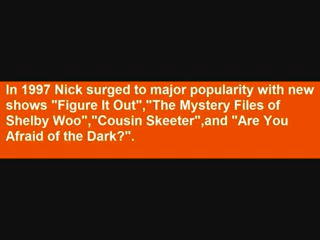 In 1997 Nick surged to major popularity with new
shows "Figure It Out","The Mystery Files of
Shelby Woo","Cousin Skeeter",and "Are You
Afraid of the Dark?".